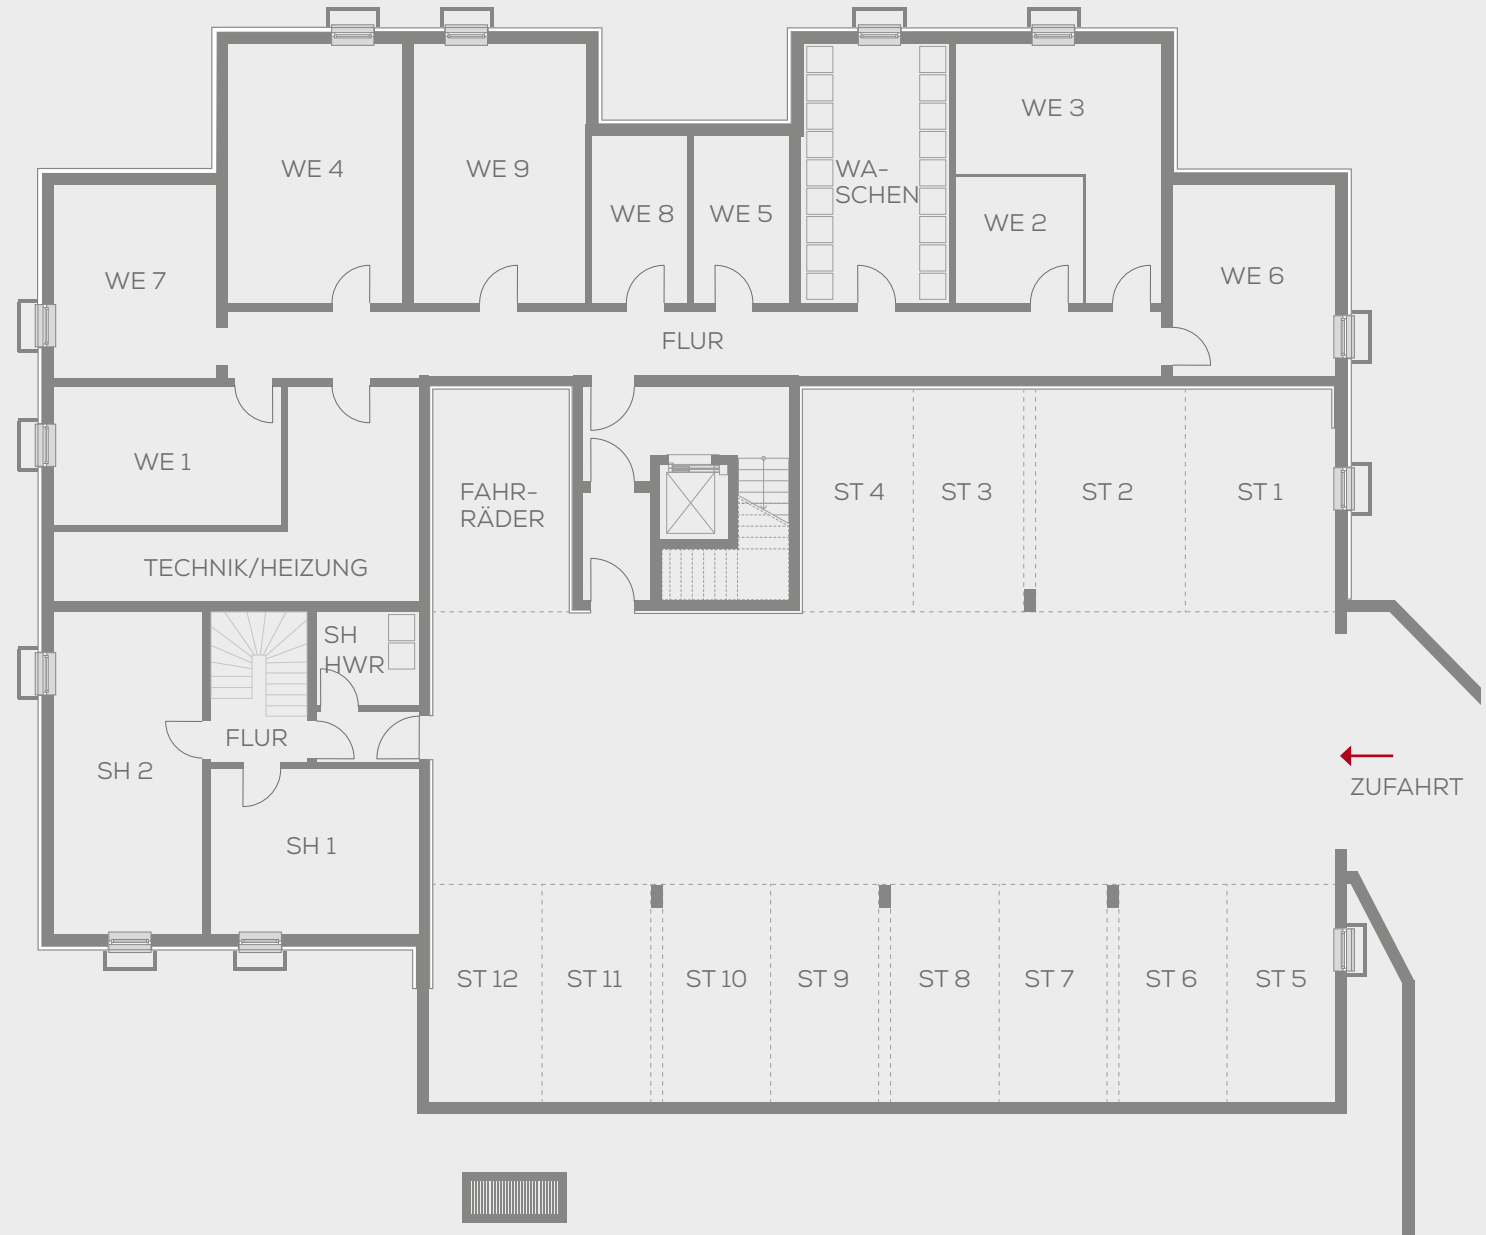 WE 3
WE 4
WE 9
WA-
SCHEN
WE 8
WE 5
WE 2
WE 7
WE 6
FLUR
WE 1
FAHR-
RÄDER
ST 4
ST 3
ST 2
ST 1
TECHNIK/HEIZUNG
SH
HWR
FLUR
SH 2
ZUFAHRT
SH 1
ST 12
ST 11
ST 10
ST 9
ST 8
ST 7
ST 6
ST 5